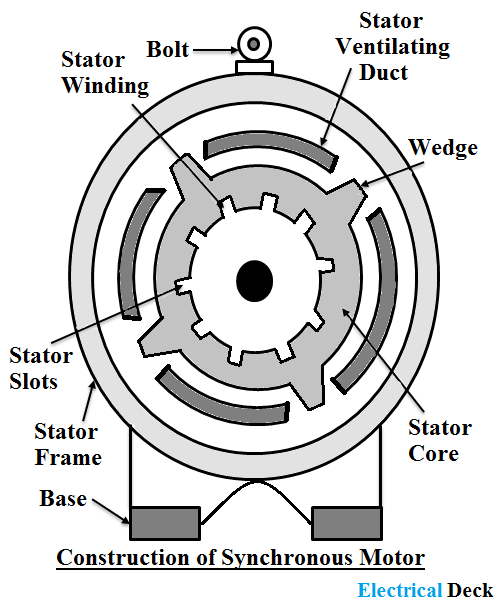 Bolt
Stator
Winding
Stator
Ventilating
Duct
Wedge
Stator
Slots
Stator
Frame
Stator
Core
Base
Construction of Synchronous Motor
Electrical Deck